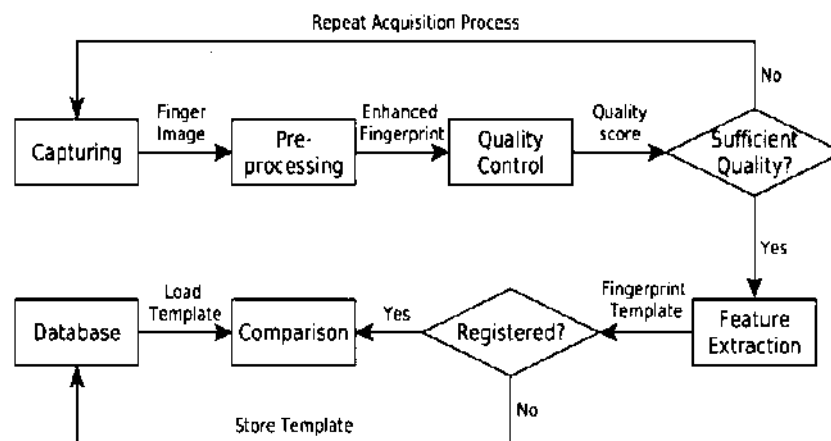 Repeat Acquisition Process
No
Finger
Image
Enhanced
Fingerprint
Quality
score
Capturing
Pre-
processing
Quality
Control
Sufficient
Quality?
Yes
Load
Template
Fingerprint
Template
Database
Comparison
Yes
Registered?
Feature
Extraction
No
Store Template